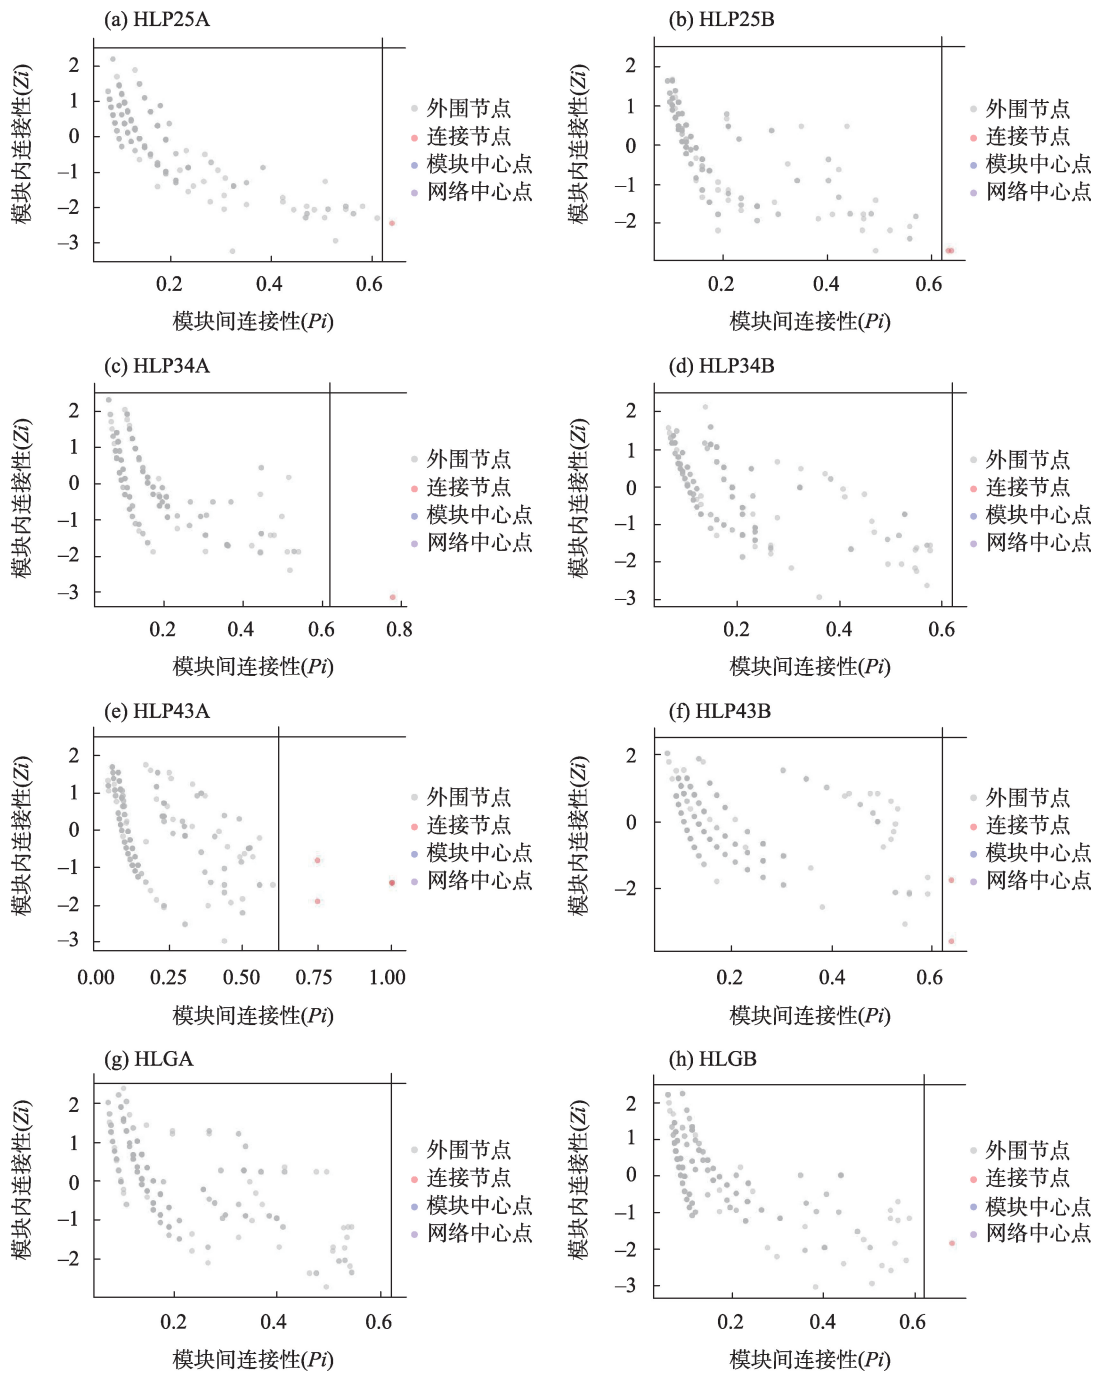 (a) HLP25A
模块内连接性(Zi)
2
1
0
–1
–2
–3
0.2 0.4 0.6
模块间连接性(Pi)
外围节点
连接节点
模块中心点
网络中心点
(b) HLP25B
模块内连接性(Zi)
2
1
0
–1
–2
0.2 0.4 0.6
模块间连接性(Pi)
外围节点
连接节点
模块中心点
网络中心点
(c) HLP34A
模块内连接性(Zi)
2
1
0
–1
–2
–3
0.2 0.4 0.6 0.8
模块间连接性(Pi)
外围节点
连接节点
模块中心点
网络中心点
(d) HLP34B
模块内连接性(Zi)
2
1
0
–1
–2
–3
0.2 0.4 0.6
模块间连接性(Pi)
外围节点
连接节点
模块中心点
网络中心点
(e) HLP43A
模块内连接性(Zi)
2
1
0
–1
–2
–3
0.00 0.25 0.50 0.75 1.00
模块间连接性(Pi)
外围节点
连接节点
模块中心点
网络中心点
(f) HLP43B
模块内连接性(Zi)
2
0
–2
0.2 0.4 0.6
模块间连接性(Pi)
外围节点
连接节点
模块中心点
网络中心点
(g) HLGA
模块内连接性(Zi)
2
1
0
–1
–2
0.2 0.4 0.6
模块间连接性(Pi)
外围节点
连接节点
模块中心点
网络中心点
(h) HLGB
模块内连接性(Zi)
2
1
0
–1
–2
–3
0.2 0.4 0.6
模块间连接性(Pi)
外围节点
连接节点
模块中心点
网络中心点